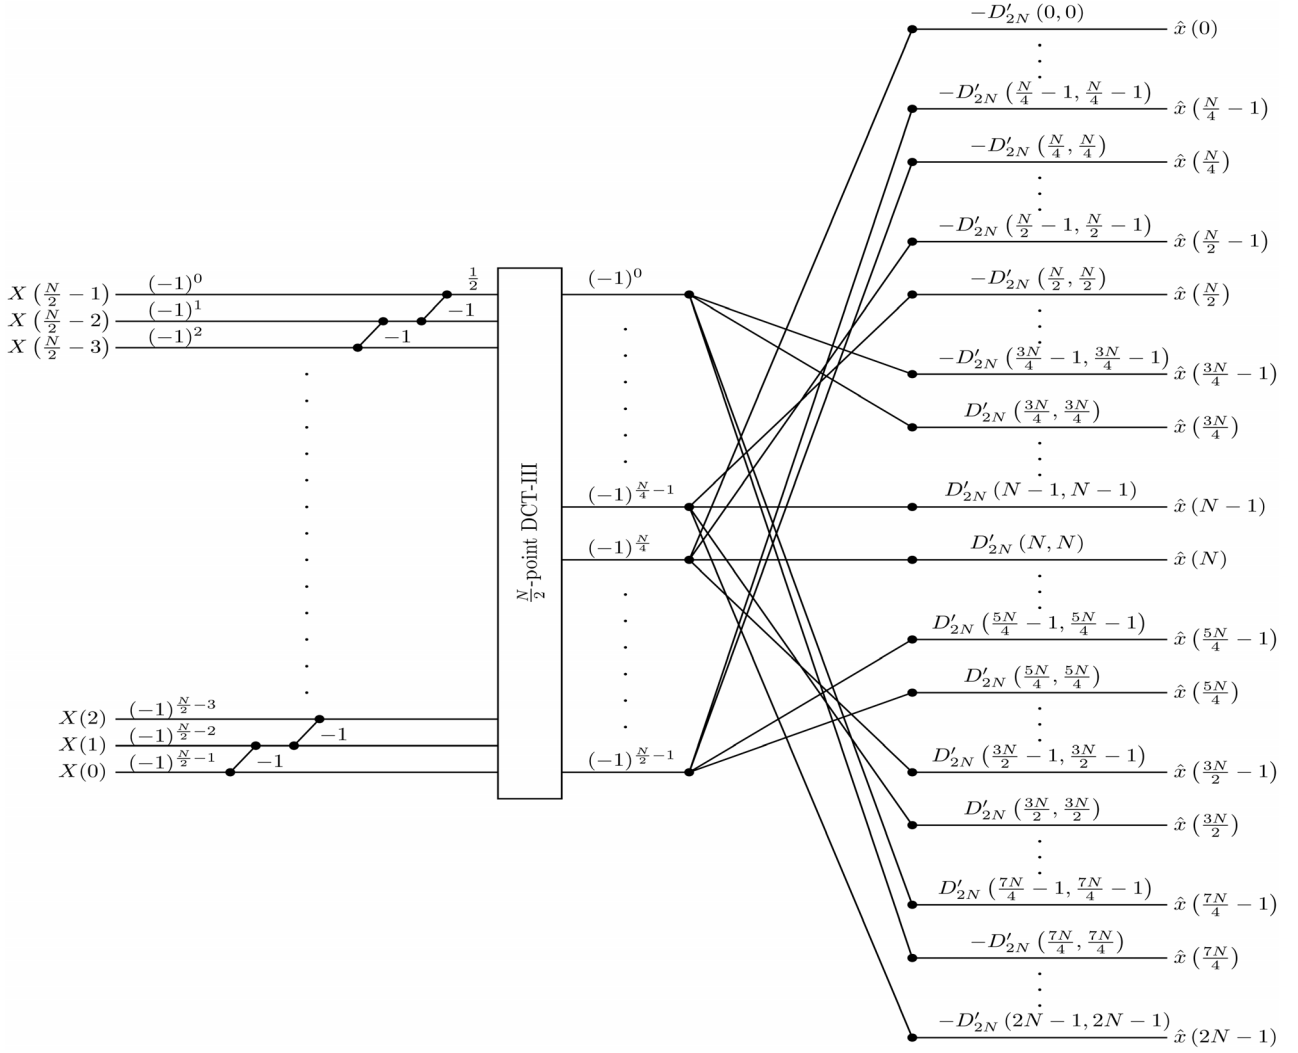 X (N/2 − 1)
(−1)^0
1/2
X (N/2 − 2)
(−1)^1
−1
X (N/2 − 3)
(−1)^2
−1
X(2)
(−1)^{N/2−3}
−1
X(1)
(−1)^{N/2−2}
X(0)
(−1)^{N/2−1}
−1
N/2-point DCT-III
(−1)^0
(−1)^{N/4−1}
(−1)^{N/4}
(−1)^{N/2−1}
−D′_{2N} (0, 0) x̂ (0)
−D′_{2N} (N/4 − 1, N/4 − 1) x̂ (N/4 − 1)
−D′_{2N} (N/4, N/4) x̂ (N/4)
−D′_{2N} (N/2 − 1, N/2 − 1) x̂ (N/2 − 1)
−D′_{2N} (N/2, N/2) x̂ (N/2)
−D′_{2N} (3N/4 − 1, 3N/4 − 1) x̂ (3N/4 − 1)
D′_{2N} (3N/4, 3N/4) x̂ (3N/4)
D′_{2N} (N − 1, N − 1) x̂ (N − 1)
D′_{2N} (N, N) x̂ (N)
D′_{2N} (5N/4 − 1, 5N/4 − 1) x̂ (5N/4 − 1)
D′_{2N} (5N/4, 5N/4) x̂ (5N/4)
D′_{2N} (3N/2 − 1, 3N/2 − 1) x̂ (3N/2 − 1)
D′_{2N} (3N/2, 3N/2) x̂ (3N/2)
D′_{2N} (7N/4 − 1, 7N/4 − 1) x̂ (7N/4 − 1)
−D′_{2N} (7N/4, 7N/4) x̂ (7N/4)
−D′_{2N} (2N − 1, 2N − 1) x̂ (2N − 1)